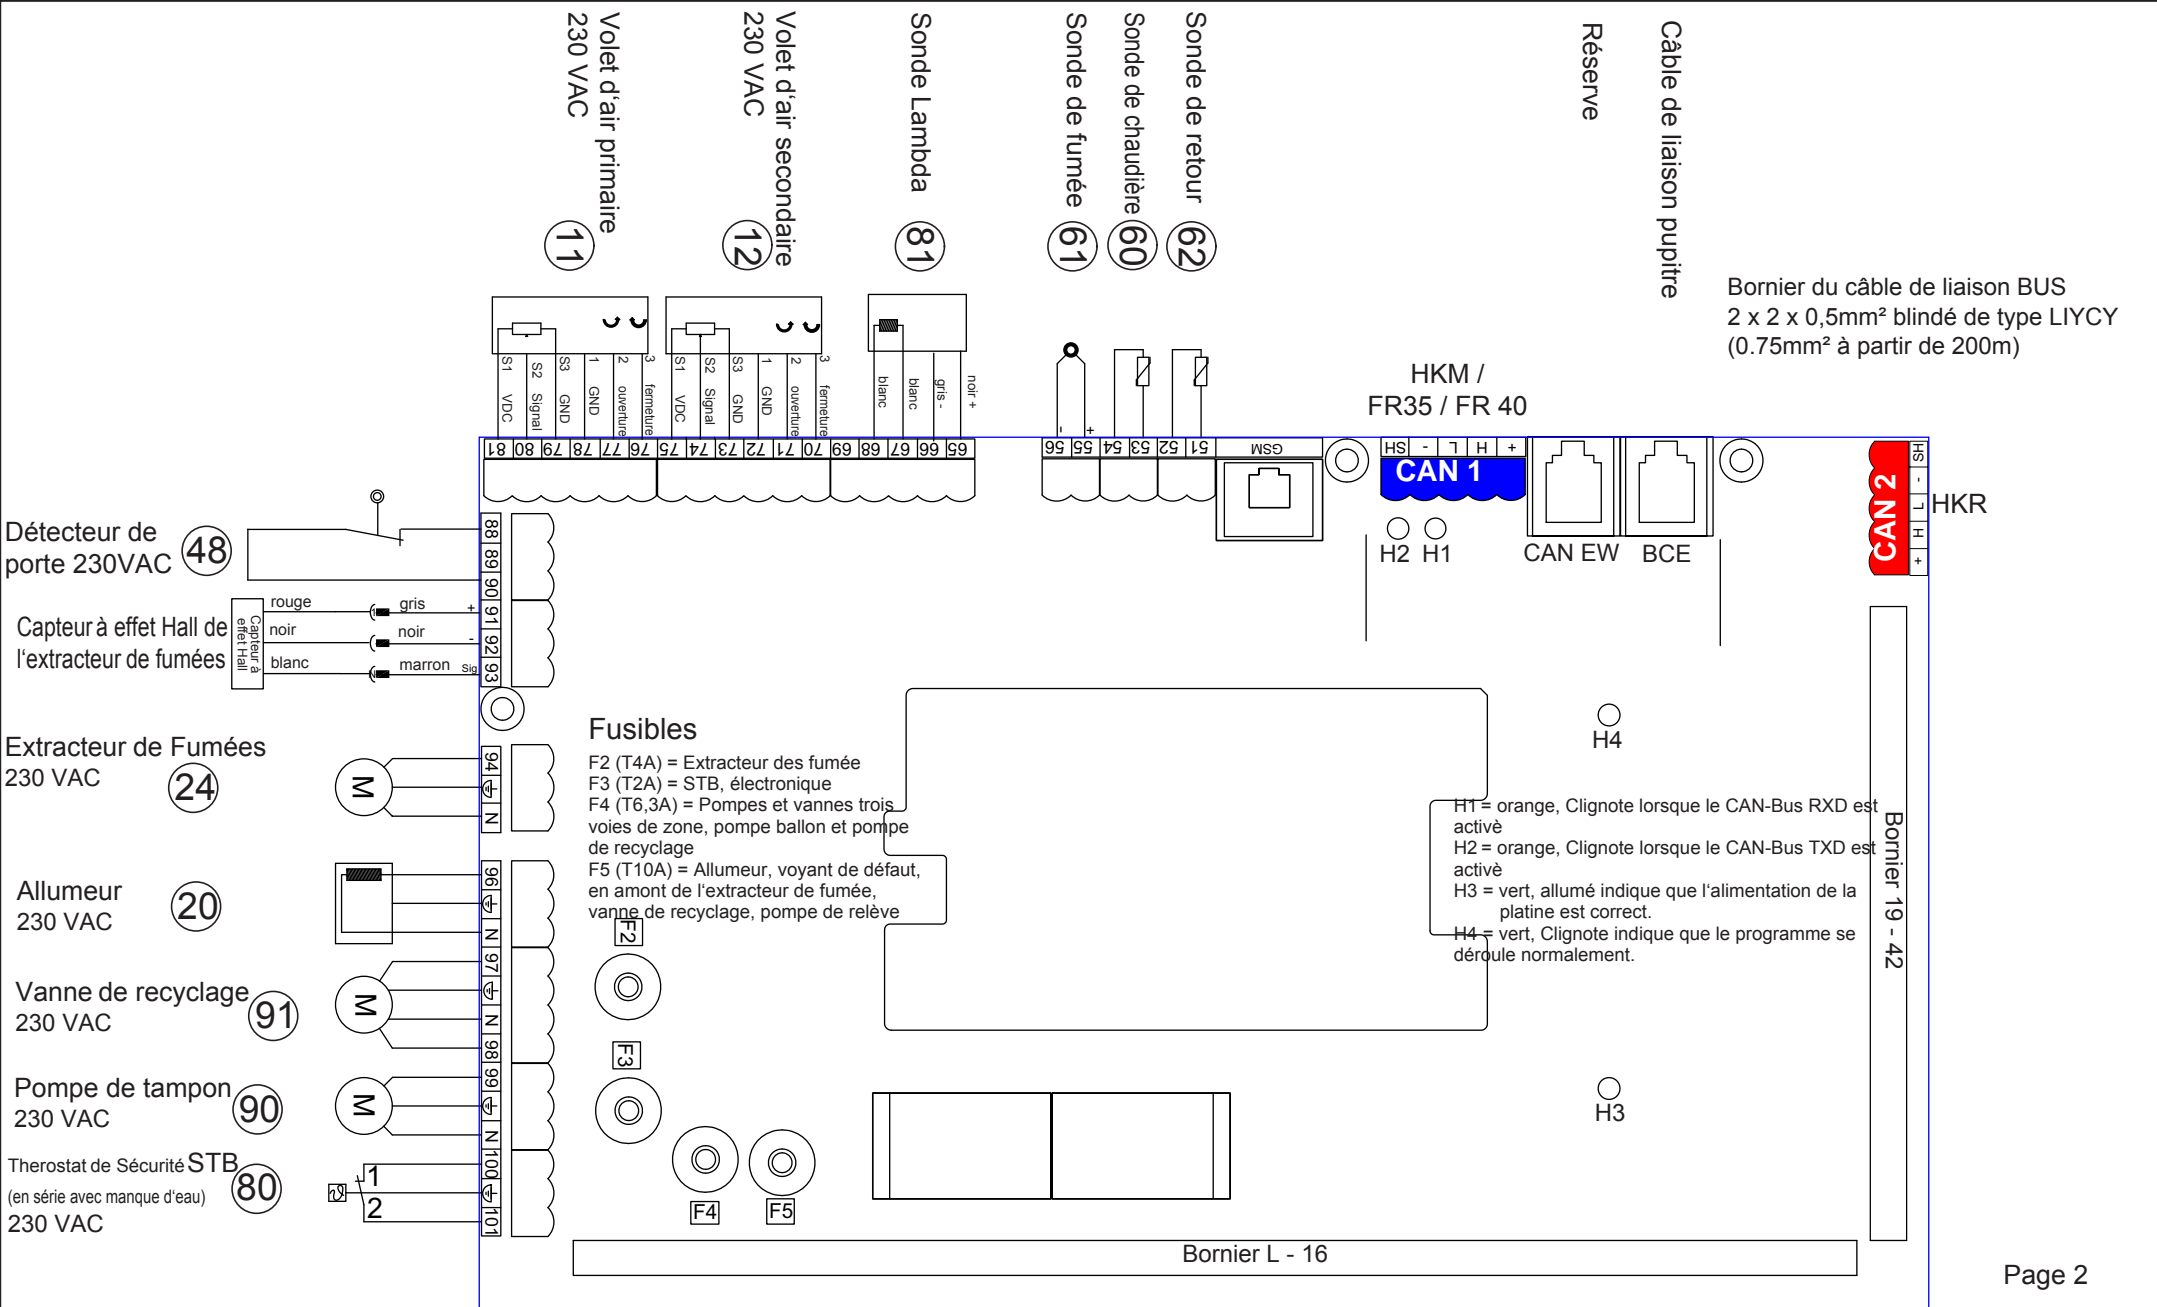 Volet d'air primaire
230 VAC
11
Volet d'air secondaire
230 VAC
12
Sonde Lambda
81
Sonde de fumée
61
Sonde de chaudière
60
Sonde de retour
62
Réserve
Câble de liaison pupitre
Bornier du câble de liaison BUS
2 x 2 x 0,5mm² blindé de type LIYCY
(0.75mm² à partir de 200m)
HKM /
FR35 / FR 40
S1 VDC
S2 Signal
S3 GND
1 GND
2 ouverture
3 fermeture
S1 VDC
S2 Signal
S3 GND
1 GND
2 ouverture
3 fermeture
blanc
blanc
gris -
noir +
- +
81 80 79 78 77 76 75 74 73 72 71 70 69 68 67 66 65
56 55 54 53 52 51
GSM
SH - L H +
CAN 1
H2 H1
CAN EW
BCE
CAN 2
SH - L H +
HKR
Détecteur de
porte 230VAC
48
88
89
90
Capteur à effet Hall de
l'extracteur de fumées
Capteur à
effet Hall
rouge gris + 91
noir noir - 92
blanc marron Sig 93
Extracteur de Fumées
230 VAC
24
M
94
N
Allumeur
230 VAC
20
96
N
Vanne de recyclage
230 VAC
91
M
97
N
98
Pompe de tampon
230 VAC
90
M
99
N
Therostat de Sécurité STB
(en série avec manque d'eau)
230 VAC
80
1
2
100
101
Fusibles
F2 (T4A) = Extracteur des fumée
F3 (T2A) = STB, électronique
F4 (T6,3A) = Pompes et vannes trois
voies de zone, pompe ballon et pompe
de recyclage
F5 (T10A) = Allumeur, voyant de défaut,
en amont de l'extracteur de fumée,
vanne de recyclage, pompe de relève
F2
F3
F4
F5
H4
H1 = orange, Clignote lorsque le CAN-Bus RXD est
activè
H2 = orange, Clignote lorsque le CAN-Bus TXD est
activè
H3 = vert, allumé indique que l'alimentation de la
platine est correct.
H4 = vert, Clignote indique que le programme se
déroule normalement.
H3
Bornier 19 - 42
Bornier L - 16
Page 2